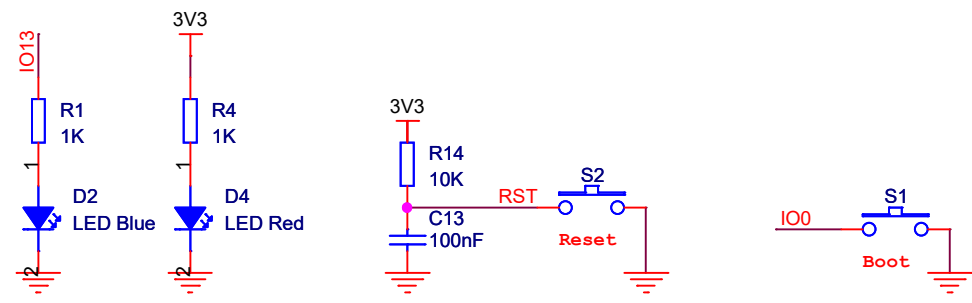 IO13
R1
1K
1
D2
LED Blue
2
3V3
R4
1K
1
D4
LED Red
2
3V3
R14
10K
RST
C13
100nF
S2
Reset
IO0
S1
Boot